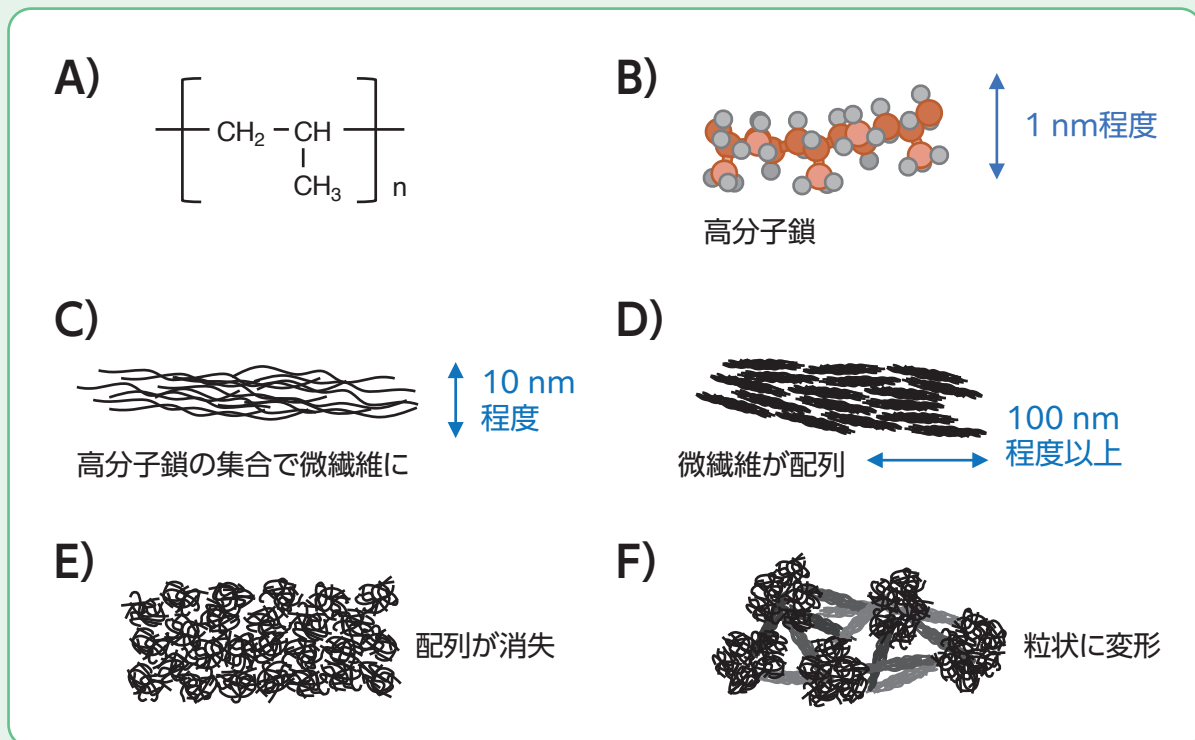 A)
CH₂
CH
CH₃
n
B)
1 nm程度
高分子鎖
C)
10 nm
程度
高分子鎖の集合で微繊維に
D)
100 nm
程度以上
微繊維が配列
E)
配列が消失
F)
粒状に変形